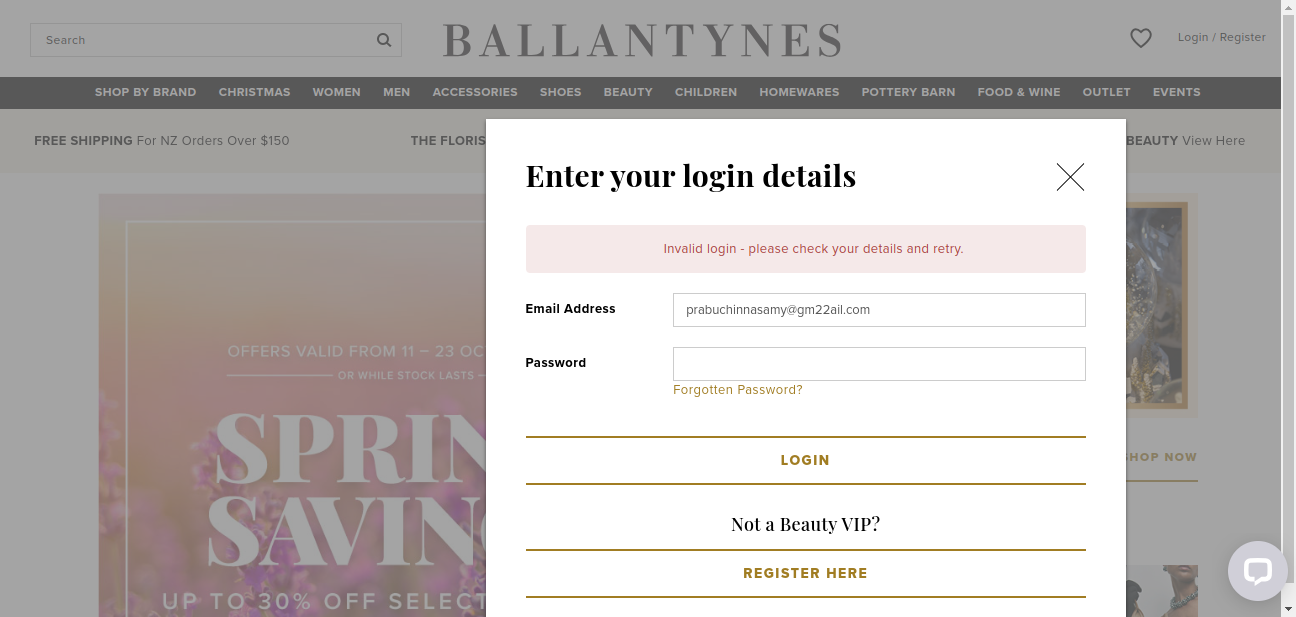 Search
BALLANTYNES
Login / Register
SHOP BY BRAND CHRISTMAS WOMEN MEN ACCESSORIES SHOES BEAUTY CHILDREN HOMEWARES POTTERY BARN FOOD & WINE OUTLET EVENTS
FREE SHIPPING For NZ Orders Over $150
THE FLORIS
BEAUTY View Here
Enter your login details
Invalid login - please check your details and retry.
Email Address
prabuchinnasamy@gm22ail.com
Password
Forgotten Password?
LOGIN
Not a Beauty VIP?
REGISTER HERE
OFFERS VALID FROM 11 – 23 OC
OR WHILE STOCK LASTS
SPRIN
SAVING
UP TO 30% OFF SELECT
SHOP NOW